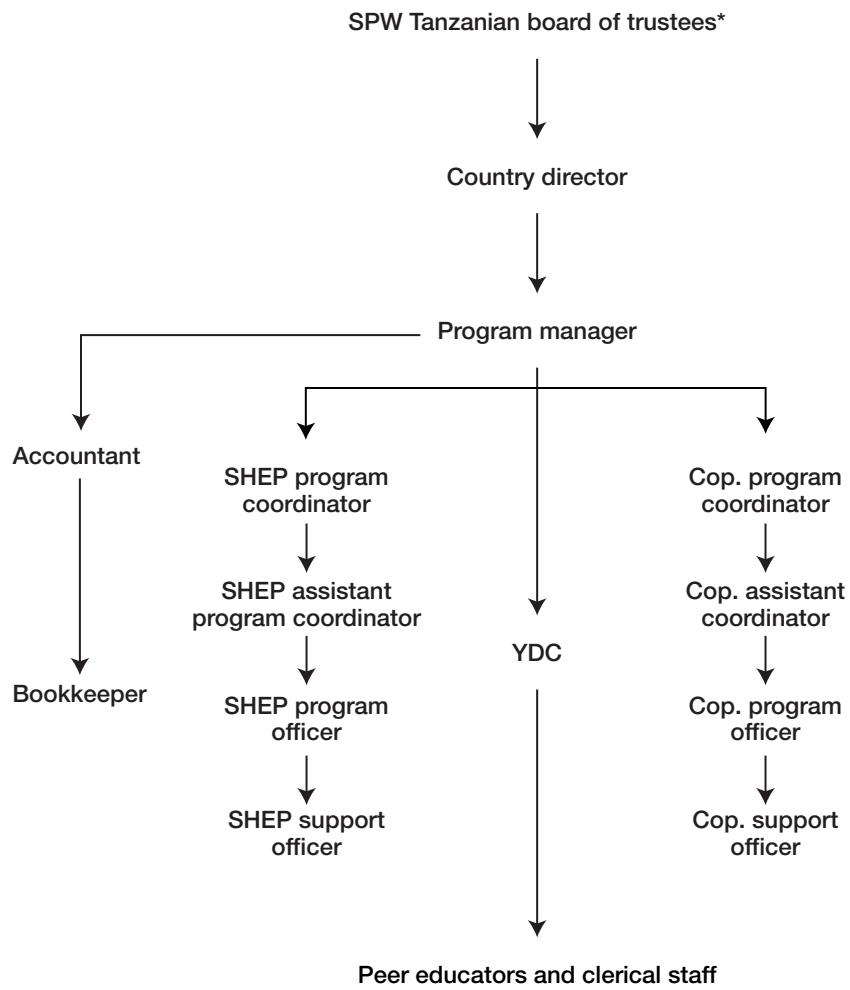 SPW Tanzanian board of trustees*
Country director
Program manager
Accountant
SHEP program
coordinator
Cop. program
coordinator
SHEP assistant
program coordinator
Cop. assistant
coordinator
YDC
Bookkeeper
SHEP program
officer
Cop. program
officer
SHEP support
officer
Cop. support
officer
Peer educators and clerical staff